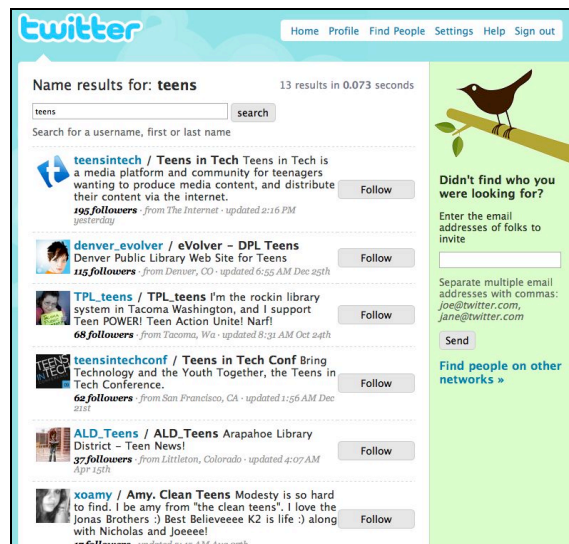 twitter
Home Profile Find People Settings Help Sign out
Name results for: teens
13 results in 0.073 seconds
teens
search
Search for a username, first or last name
teensintech / Teens in Tech Teens in Tech is
a media platform and community for teenagers
wanting to produce media content, and distribute
their content via the internet.
195 followers · from The Internet · updated 2:16 PM
yesterday
Follow
denver_evolver / eVolver - DPL Teens
Denver Public Library Web Site for Teens
115 followers · from Denver, CO · updated 6:55 AM Dec 25th
Follow
TPL_teens / TPL_teens I'm the rockin library
system in Tacoma Washington, and I support
Teen POWER! Teen Action Unite! Narf!
68 followers · from Tacoma, Wa · updated 8:31 AM Oct 24th
Follow
TEENS
IN
TECH
teensintechconf / Teens in Tech Conf Bring
Technology and the Youth Together, the Teens in
Tech Conference.
62 followers · from San Francisco, CA · updated 1:56 AM Dec
21st
Follow
ALD_Teens / ALD_Teens Arapahoe Library
District - Teen News!
37 followers · from Littleton, Colorado · updated 4:07 AM
Apr 15th
Follow
xoamy / Amy. Clean Teens Modesty is so hard
to find. I be amy from "the clean teens". I love the
Jonas Brothers :) Best Believeeee K2 is life :) along
with Nicholas and Joeeee!
Follow
Didn't find who you
were looking for?
Enter the email
addresses of folks to
invite
Separate multiple email
addresses with commas:
joe@twitter.com,
jane@twitter.com
Send
Find people on other
networks »